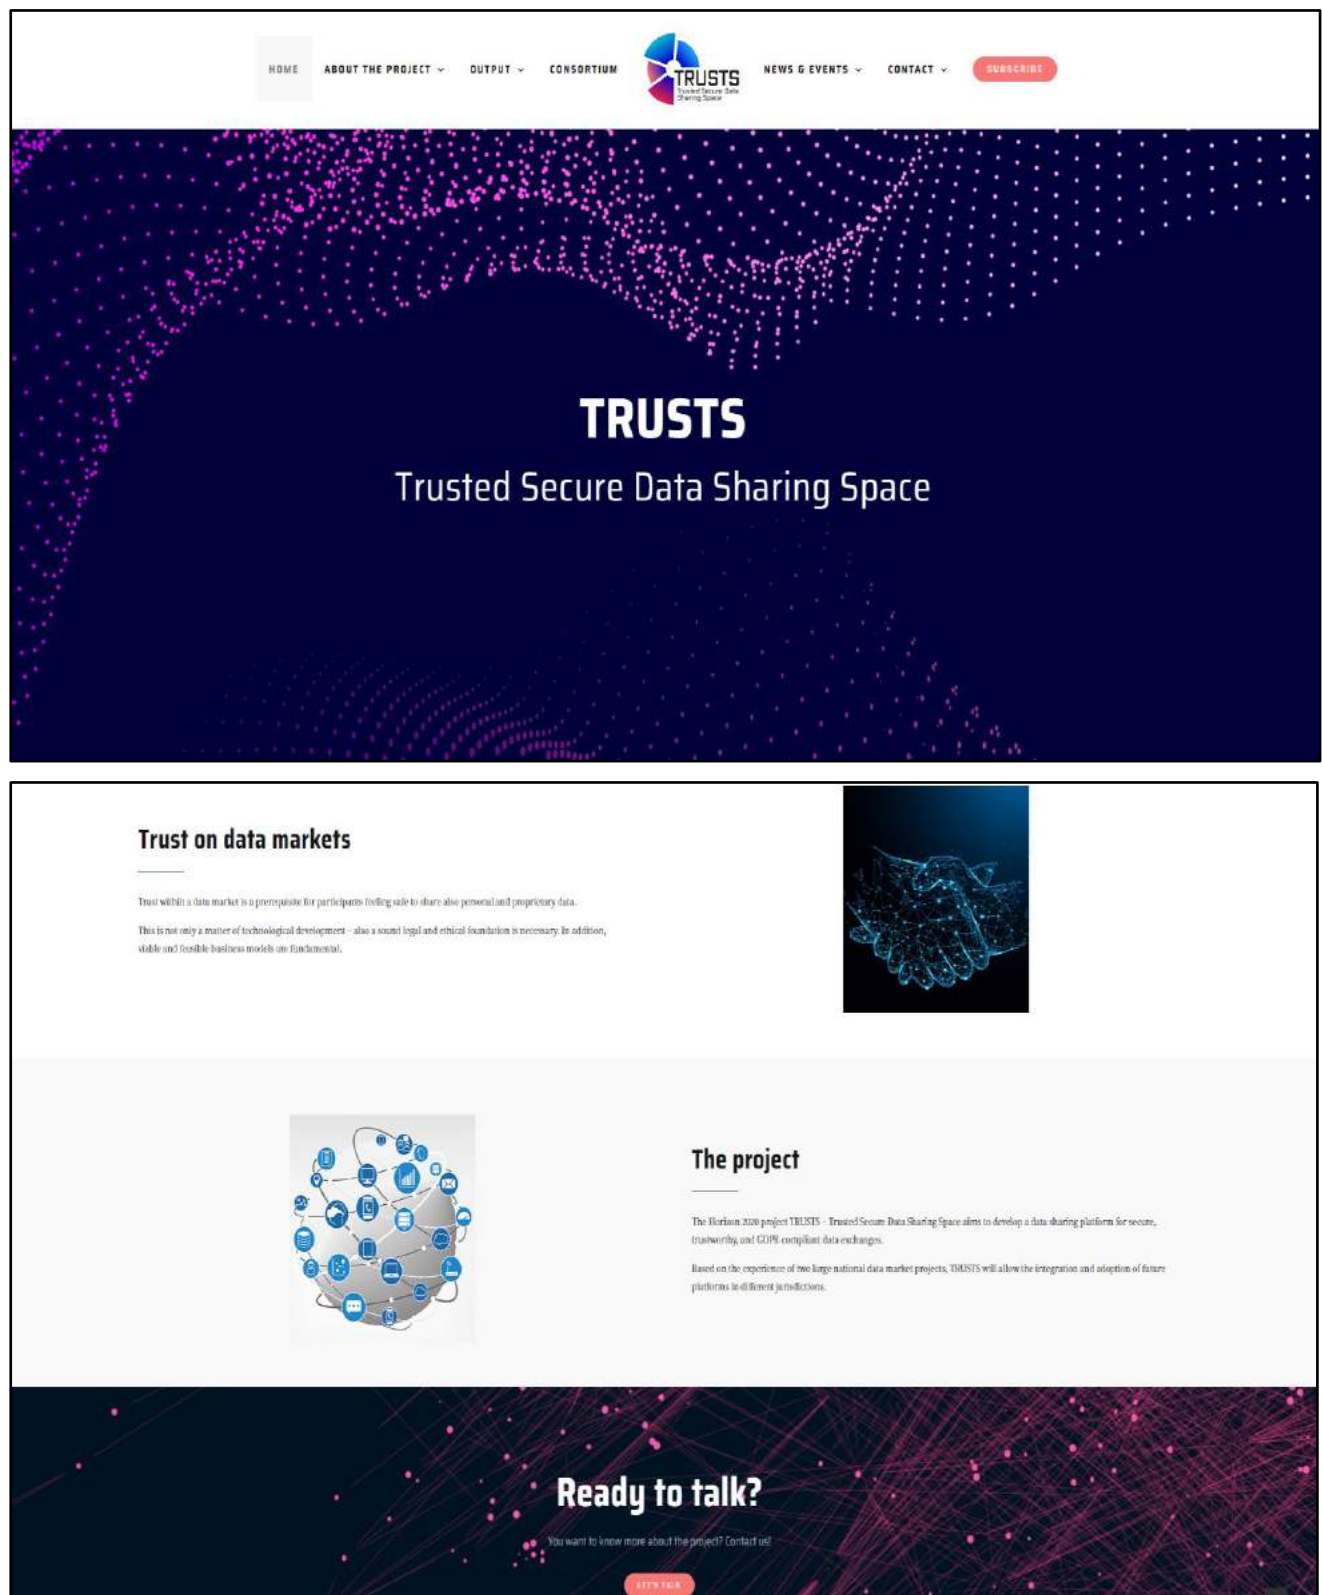 HOME
ABOUT THE PROJECT
OUTPUT
CONSORTIUM
TRUSTS
Trusted Secure Data
Sharing Space
NEWS & EVENTS
CONTACT
SUBSCRIBE
TRUSTS
Trusted Secure Data Sharing Space
Trust on data markets
Trust within a data market is a prerequisite for participants feeling safe to share also personal and proprietary data.
This is not only a matter of technological development – also a sound legal and ethical foundation is necessary. In addition,
viable and feasible business models are fundamental.
The project
The Horizon 2020 project TRUSTS – Trusted Secure Data Sharing Space aims to develop a data sharing platform for secure,
trustworthy, and GDPR-compliant data exchanges.
Based on the experience of two large national data market projects, TRUSTS will allow the integration and adoption of future
platforms in different jurisdictions.
Ready to talk?
You want to know more about the project? Contact us!
LET'S TALK